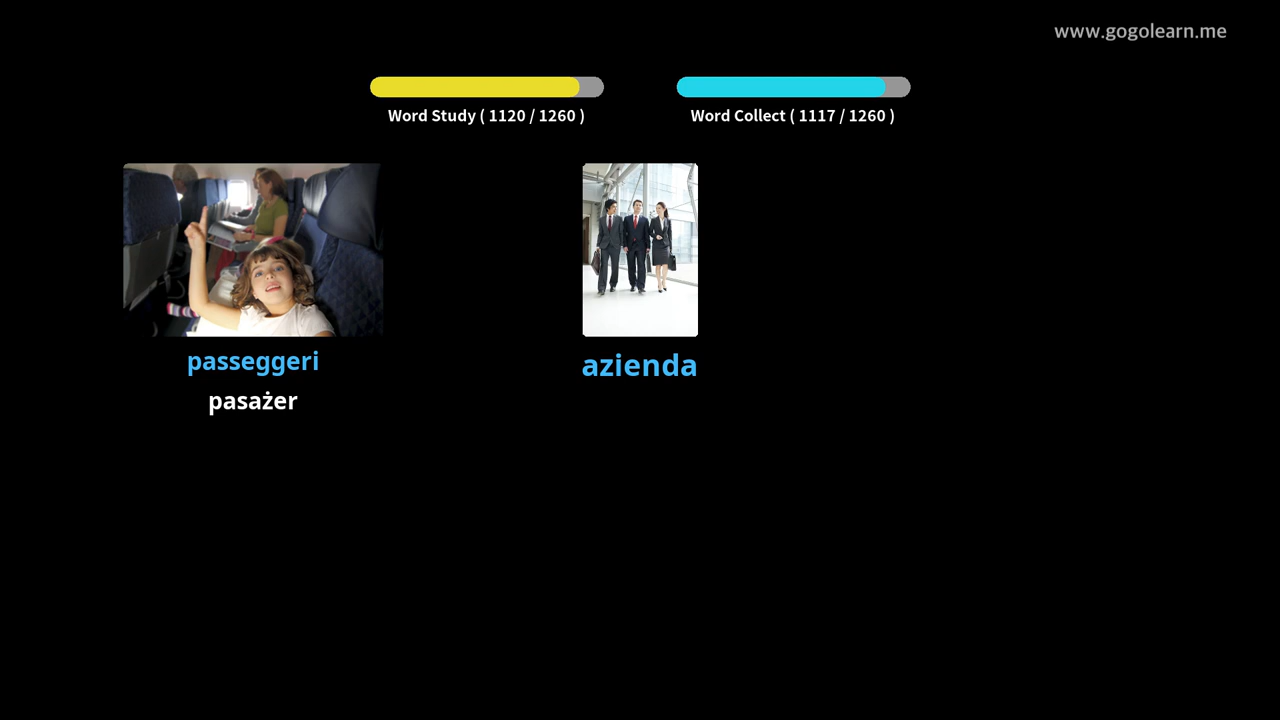 www.gogolearn.me
Word Study ( 1120 / 1260 )
Word Collect ( 1117 / 1260 )
passeggeri
pasażer
azienda